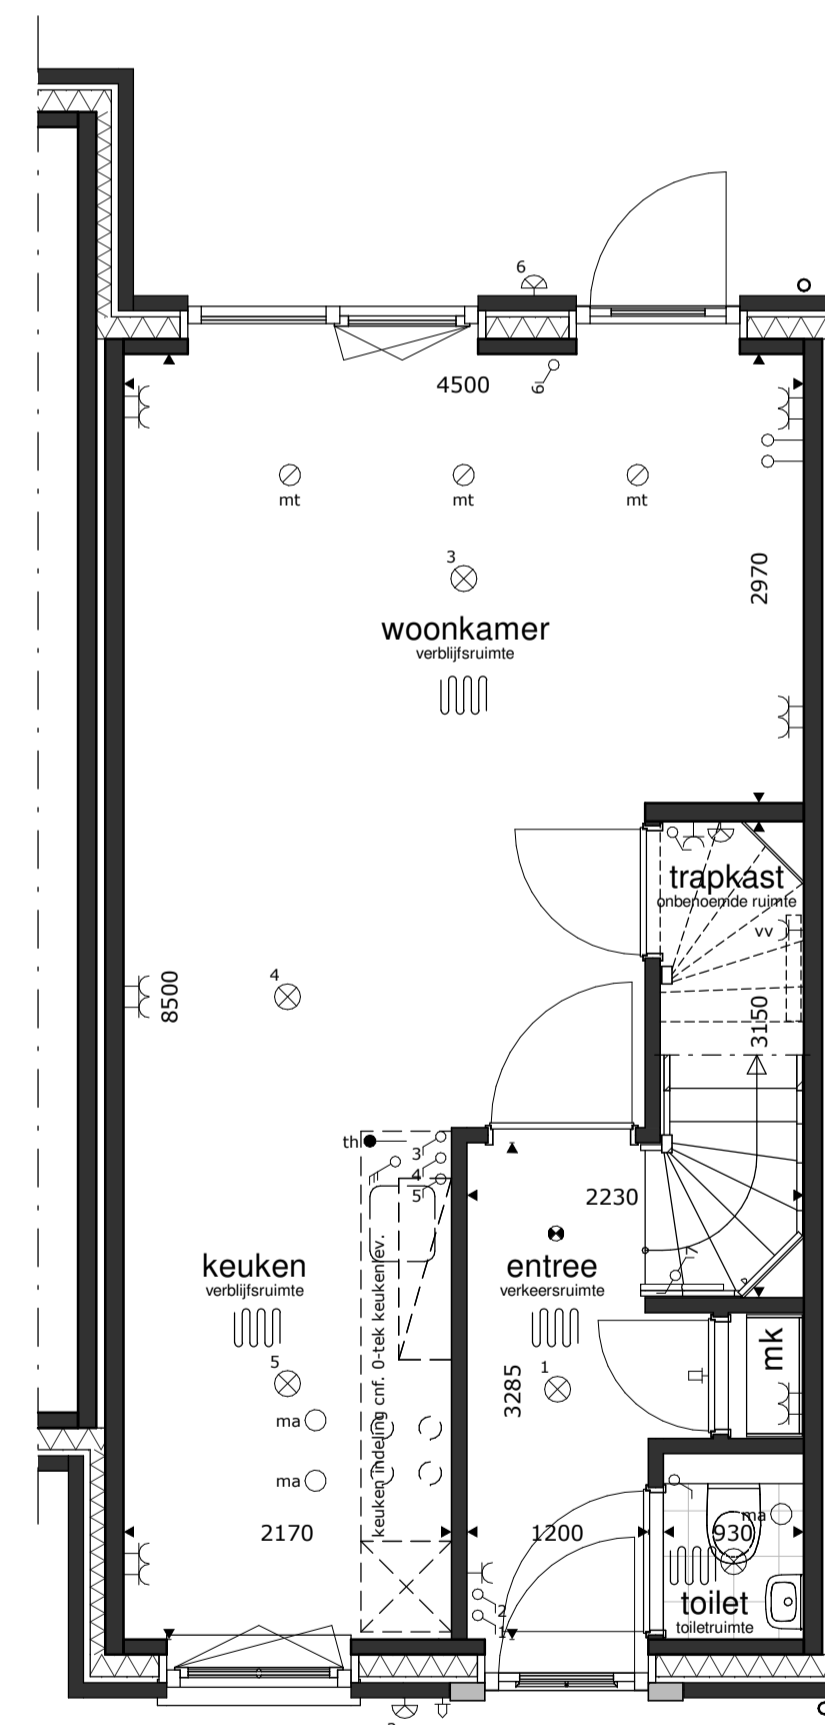 6
4500
6
mt mt mt
3
2970
woonkamer
verblijfsruimte
trapkast
onbenoemde ruimte
vv
4
8500
3150
th
3
4
5
2230
7
keuken
verblijfsruimte
entree
verkeersruimte
keuken indeling cnf. 0-tek keukenlev.
mk
5
1
3285
ma
ma
ma
2170
1200
930
2
1
toilet
toiletruimte